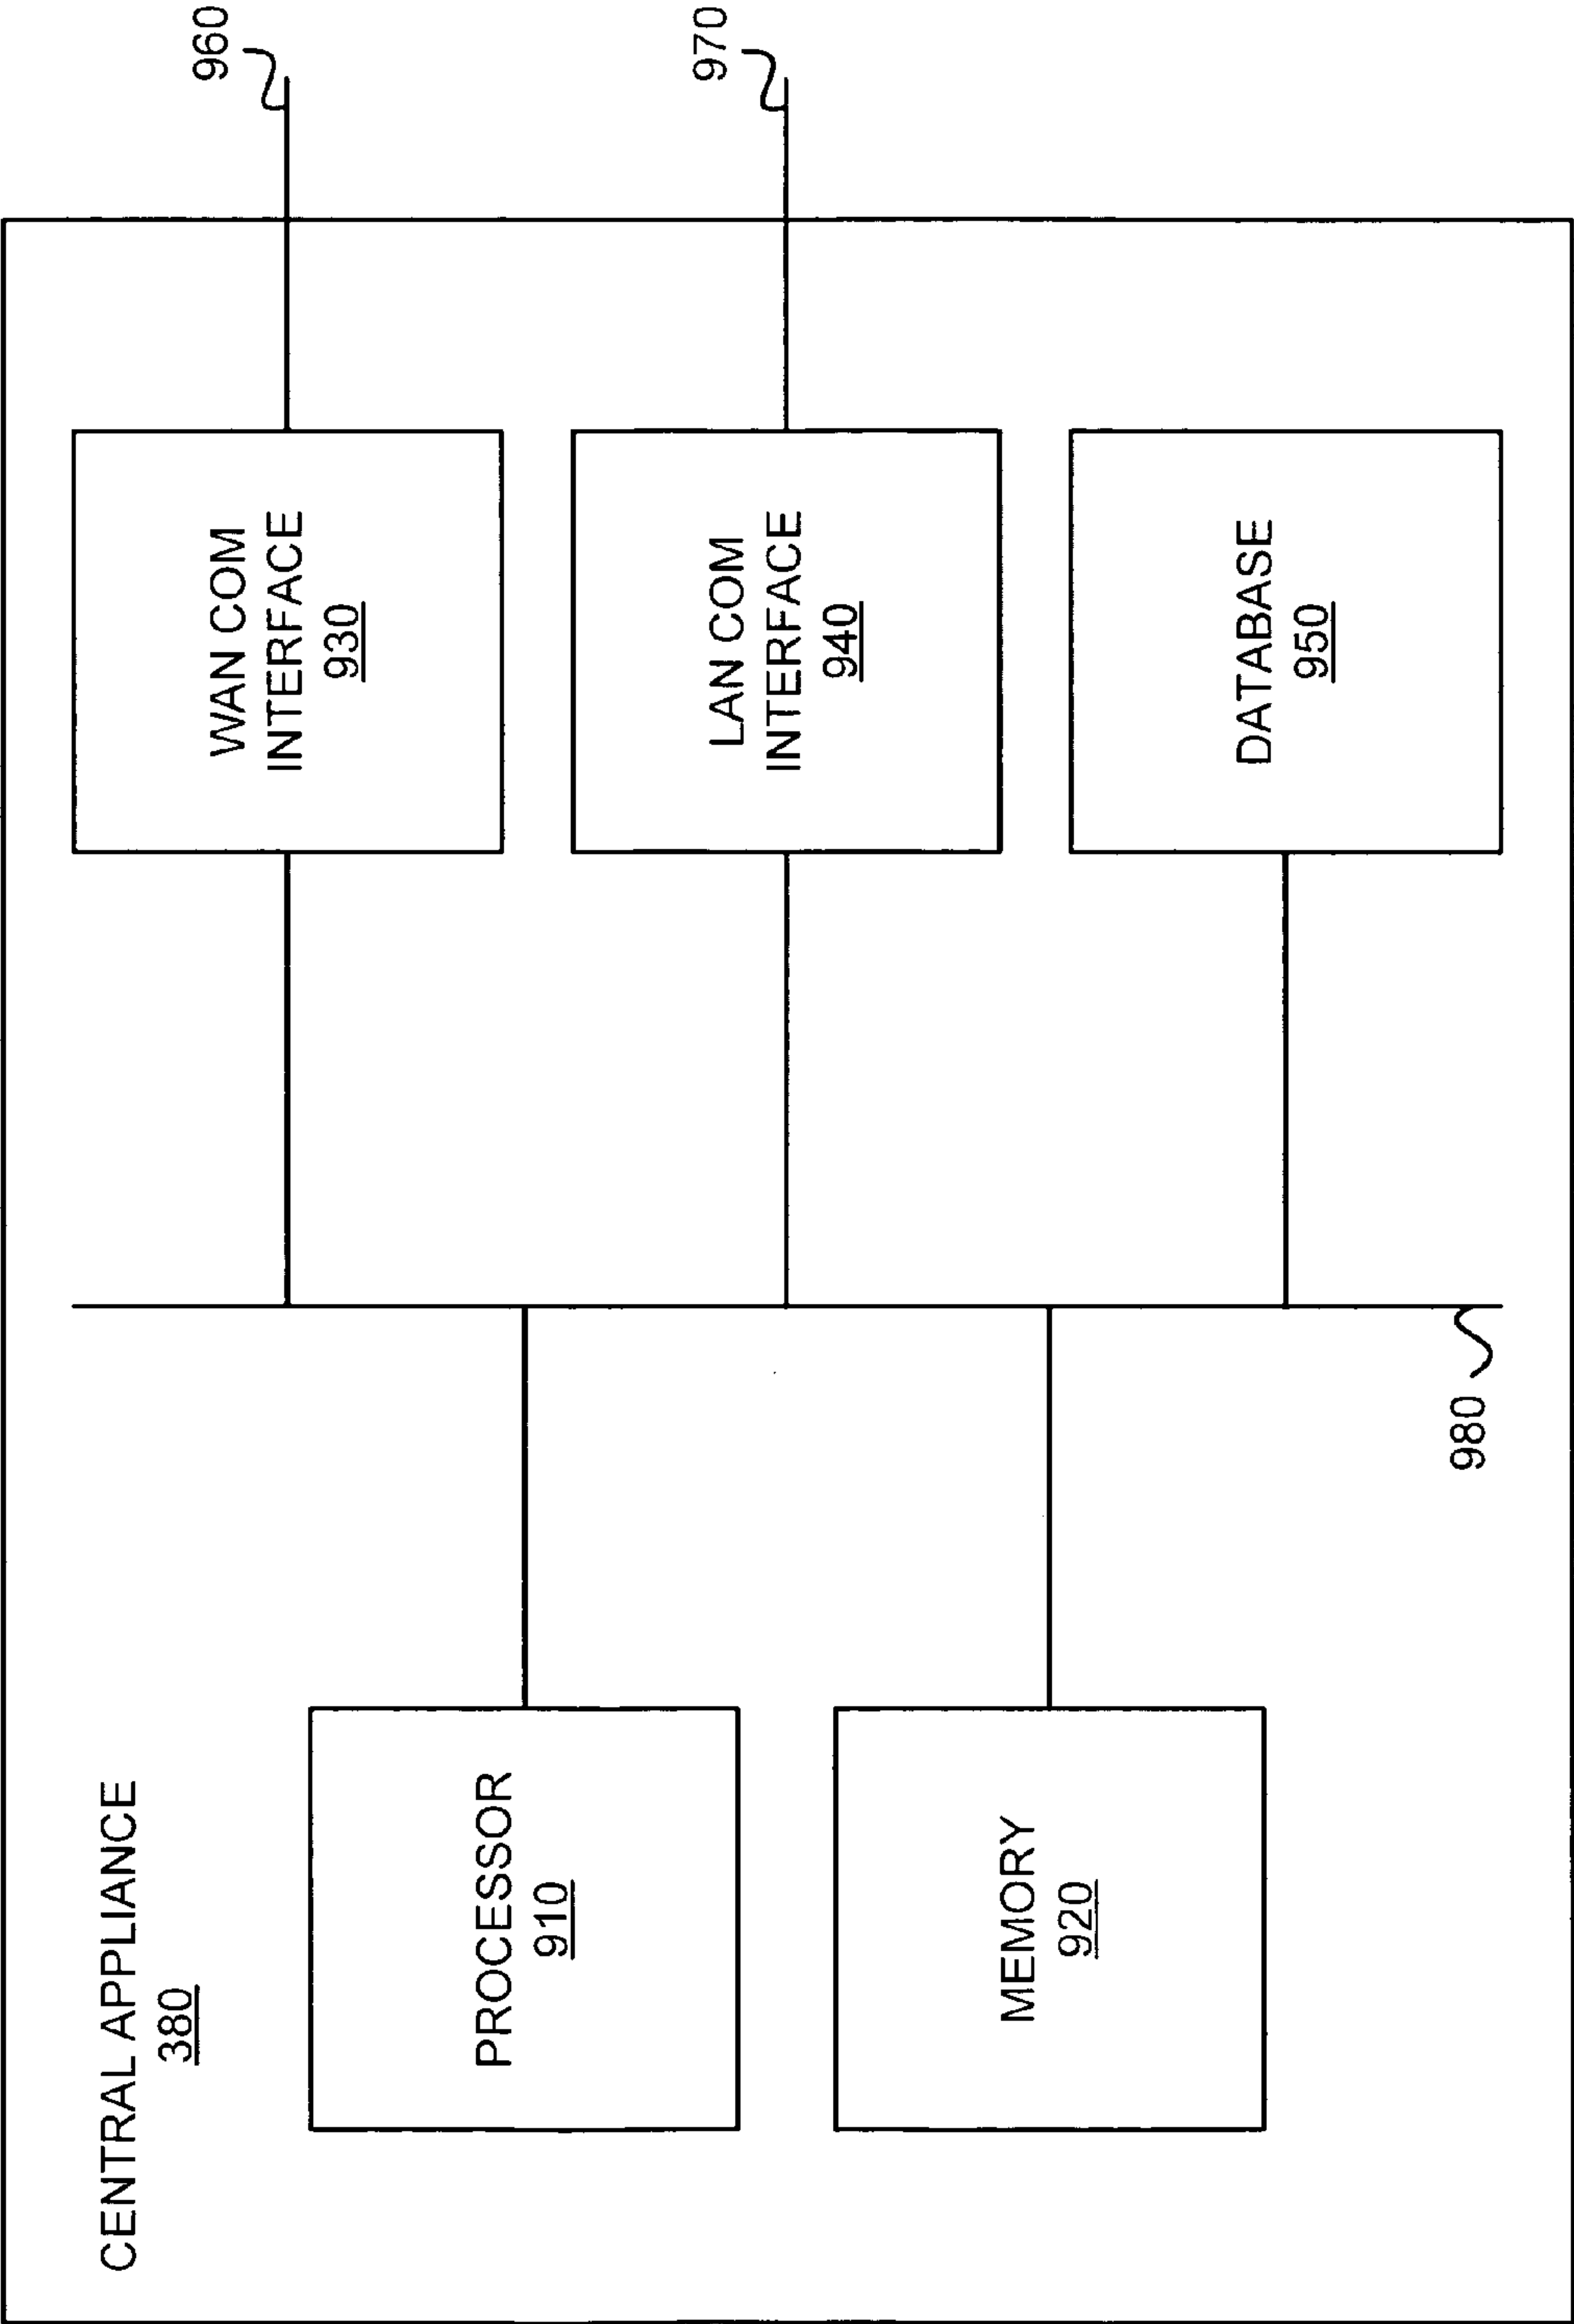 CENTRAL APPLIANCE
380
PROCESSOR
910
MEMORY
920
980
WAN COM
INTERFACE
930
LAN COM
INTERFACE
940
DATABASE
950
960
970